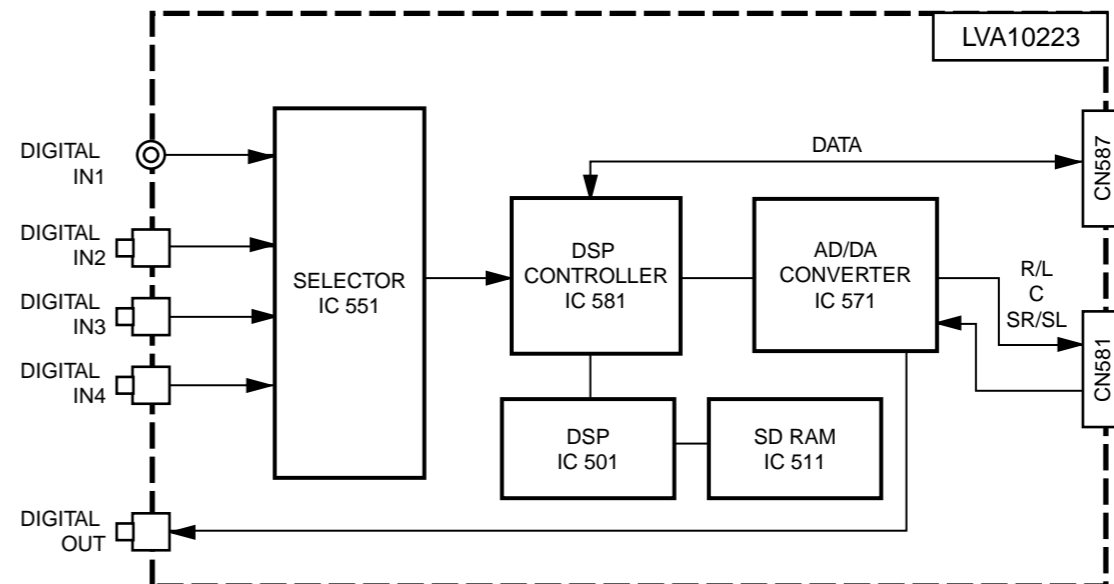 LVA10223
DIGITAL
IN1
DIGITAL
IN2
DIGITAL
IN3
DIGITAL
IN4
DIGITAL
OUT
SELECTOR
IC 551
DSP
CONTROLLER
IC 581
AD/DA
CONVERTER
IC 571
DSP
IC 501
SD RAM
IC 511
DATA
R/L
C
SR/SL
CN587
CN581